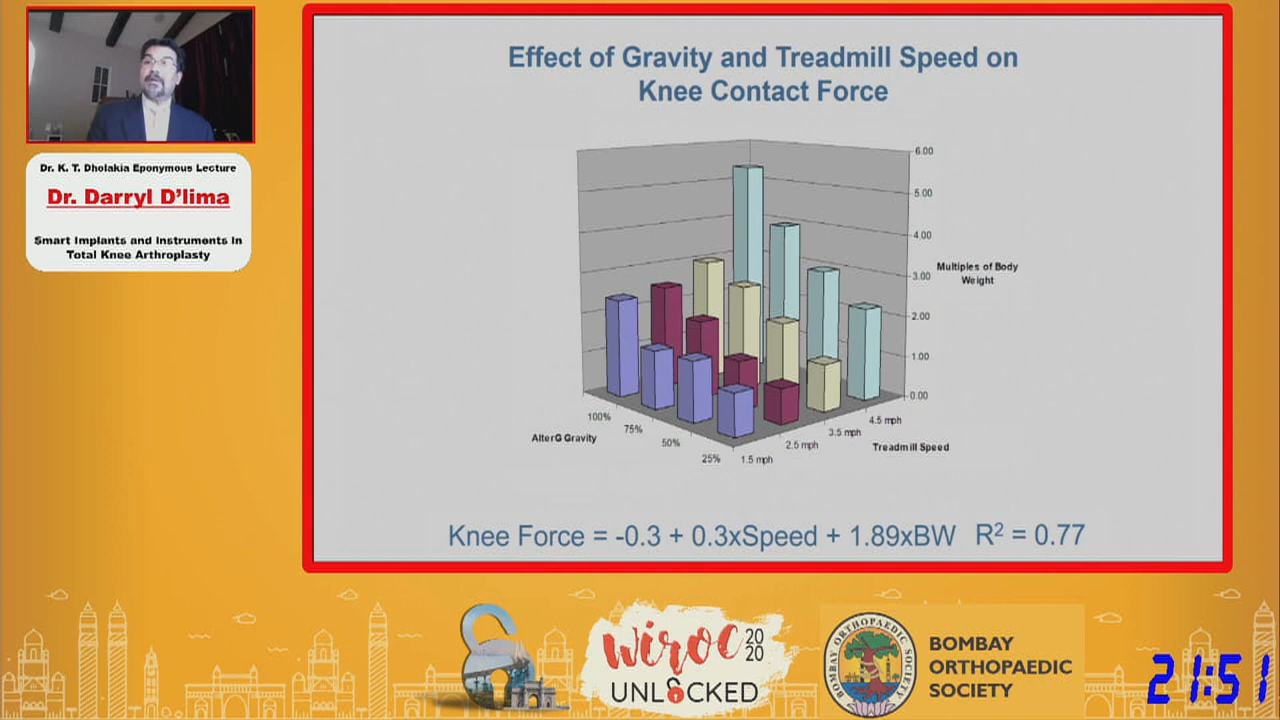 Dr. K. T. Dholakia Eponymous Lecture
Dr. Darryl D'lima
Smart Implants and Instruments In
Total Knee Arthroplasty
Effect of Gravity and Treadmill Speed on
Knee Contact Force
6.00
5.00
4.00
3.00
2.00
1.00
0.00
Multiples of Body
Weight
100%
75%
50%
25%
AlterG Gravity
1.5 mph
2.5 mph
3.5 mph
4.5 mph
Treadmill Speed
Knee Force = -0.3 + 0.3xSpeed + 1.89xBW R² = 0.77
WIROC 2020
UNLOCKED
BOMBAY ORTHOPAEDIC SOCIETY
BOMBAY
ORTHOPAEDIC
SOCIETY
21:51